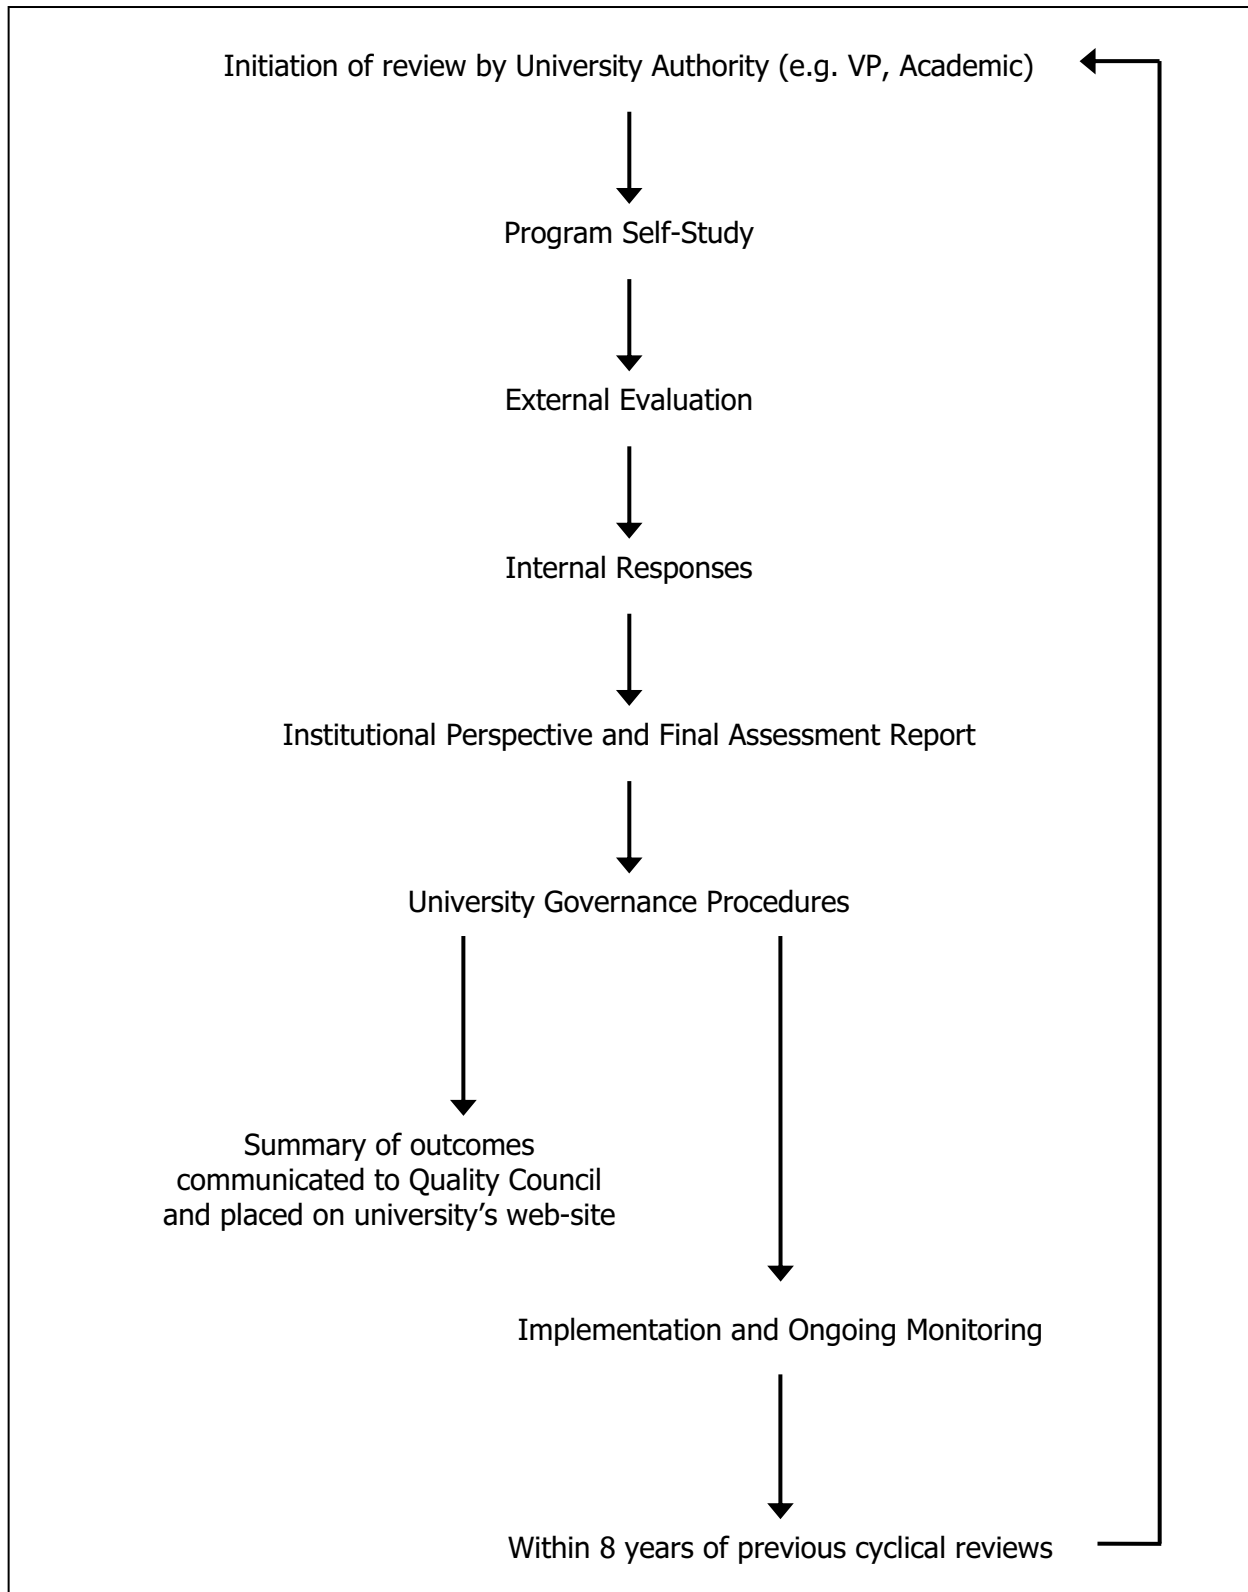 Initiation of review by University Authority (e.g. VP, Academic)
Program Self-Study
External Evaluation
Internal Responses
Institutional Perspective and Final Assessment Report
University Governance Procedures
Summary of outcomes
communicated to Quality Council
and placed on university’s web-site
Implementation and Ongoing Monitoring
Within 8 years of previous cyclical reviews